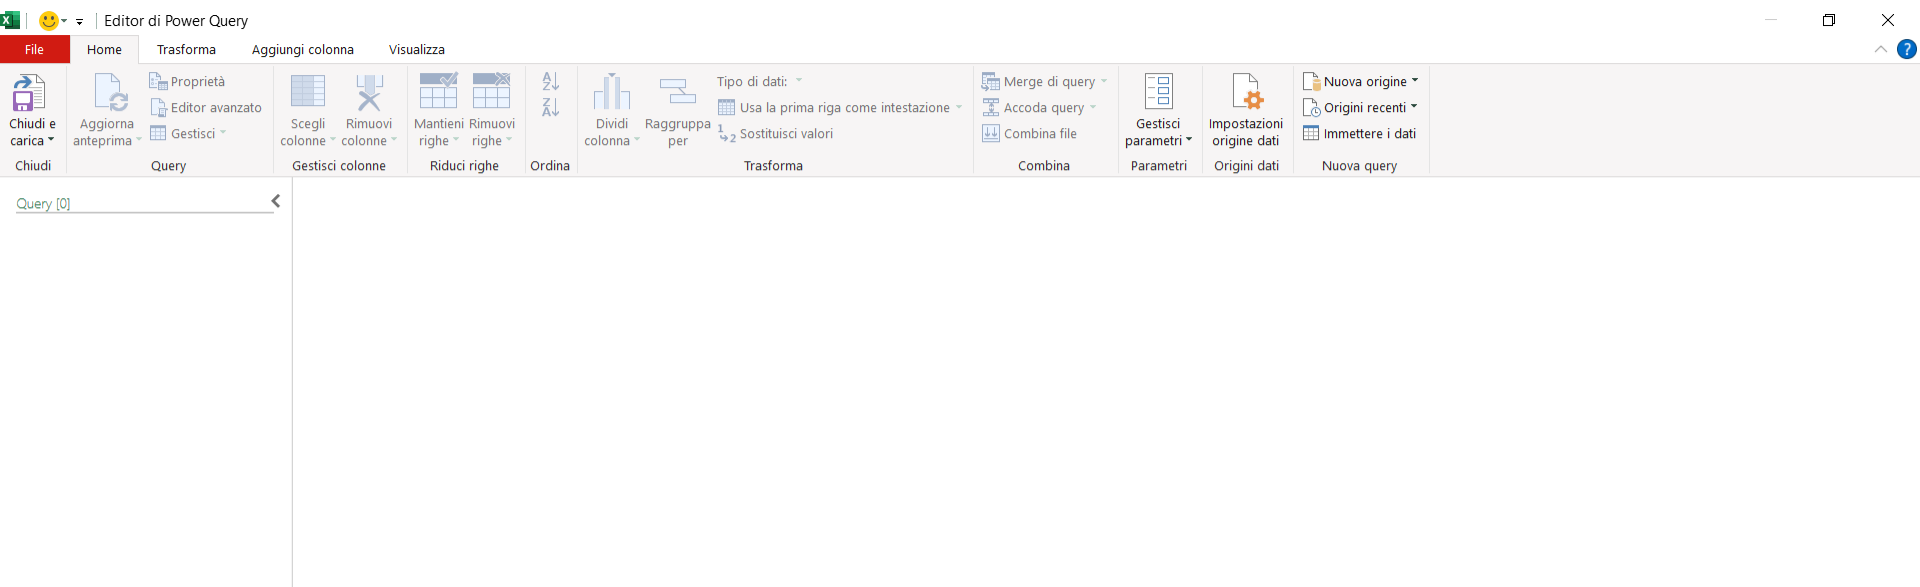 Editor di Power Query
File Home Trasforma Aggiungi colonna Visualizza
Chiudi e
carica
Chiudi
Aggiorna
anteprima
Proprietà
Editor avanzato
Gestisci
Query
Scegli
colonne
Rimuovi
colonne
Gestisci colonne
Mantieni
righe
Rimuovi
righe
Riduci righe
Ordina
Dividi
colonna
Raggruppa
per
Tipo di dati:
Usa la prima riga come intestazione
Sostituisci valori
Trasforma
Merge di query
Accoda query
Combina file
Combina
Gestisci
parametri
Parametri
Impostazioni
origine dati
Origini dati
Nuova origine
Origini recenti
Immettere i dati
Nuova query
Query [0]